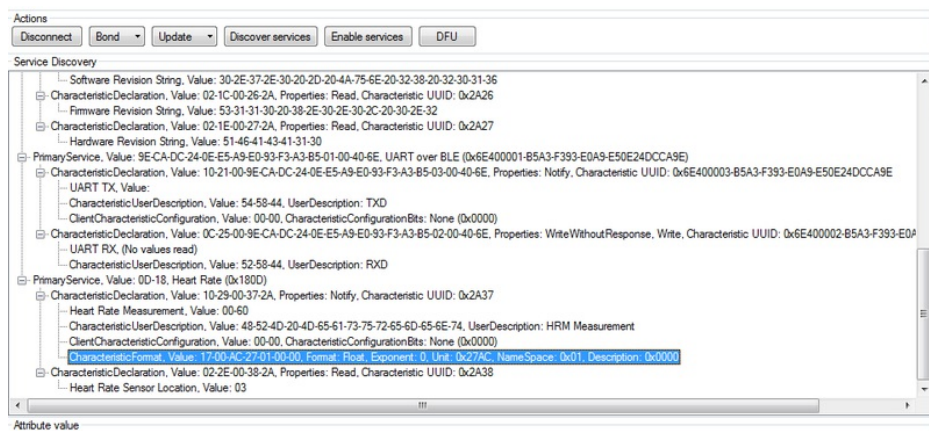 Actions
Disconnect Bond Update Discover services Enable services DFU
Service Discovery
Software Revision String, Value: 30-2E-37-2E-30-20-2D-20-4A-75-6E-20-32-38-20-32-30-31-36
CharacteristicDeclaration, Value: 02-1C-00-26-2A, Properties: Read, Characteristic UUID: 0x2A26
Firmware Revision String, Value: 53-31-31-30-20-38-2E-30-2E-30-2C-20-30-2E-32
CharacteristicDeclaration, Value: 02-1E-00-27-2A, Properties: Read, Characteristic UUID: 0x2A27
Hardware Revision String, Value: 51-46-41-43-41-31-30
PrimaryService, Value: 9E-CA-DC-24-0E-E5-A9-E0-93-F3-A3-B5-01-00-40-6E, UART over BLE (0x6E400001-B5A3-F393-E0A9-E50E24DCCA9E)
CharacteristicDeclaration, Value: 10-21-00-9E-CA-DC-24-0E-E5-A9-E0-93-F3-A3-B5-03-00-40-6E, Properties: Notify, Characteristic UUID: 0x6E400003-B5A3-F393-E0A9-E50E24DCCA9E
UART TX, Value:
CharacteristicUserDescription, Value: 54-58-44, UserDescription: TXD
ClientCharacteristicConfiguration, Value: 00-00, CharacteristicConfigurationBits: None (0x0000)
CharacteristicDeclaration, Value: 0C-25-00-9E-CA-DC-24-0E-E5-A9-E0-93-F3-A3-B5-02-00-40-6E, Properties: WriteWithoutResponse, Write, Characteristic UUID: 0x6E400002-B5A3-F393-E0A
UART RX, (No values read)
CharacteristicUserDescription, Value: 52-58-44, UserDescription: RXD
PrimaryService, Value: 0D-18, Heart Rate (0x180D)
CharacteristicDeclaration, Value: 10-29-00-37-2A, Properties: Notify, Characteristic UUID: 0x2A37
Heart Rate Measurement, Value: 00-60
CharacteristicUserDescription, Value: 48-52-4D-20-4D-65-61-73-75-72-65-6D-65-6E-74, UserDescription: HRM Measurement
ClientCharacteristicConfiguration, Value: 00-00, CharacteristicConfigurationBits: None (0x0000)
CharacteristicFormat, Value: 17-00-AC-27-01-00-00, Format: Float, Exponent: 0, Unit: 0x27AC, NameSpace: 0x01, Description: 0x0000
CharacteristicDeclaration, Value: 02-2E-00-38-2A, Properties: Read, Characteristic UUID: 0x2A38
Heart Rate Sensor Location, Value: 03
Attribute value